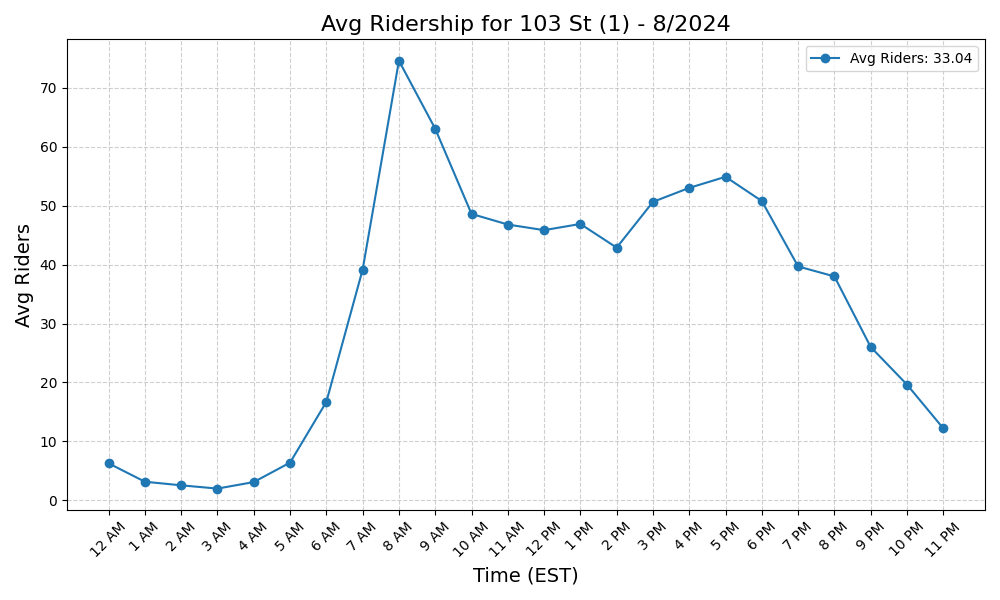 Avg Ridership for 103 St (1) - 8/2024
Avg Riders: 33.04
Avg Riders
70
60
50
40
30
20
10
0
12 AM
1 AM
2 AM
3 AM
4 AM
5 AM
6 AM
7 AM
8 AM
9 AM
10 AM
11 AM
12 PM
1 PM
2 PM
3 PM
4 PM
5 PM
6 PM
7 PM
8 PM
9 PM
10 PM
11 PM
Time (EST)